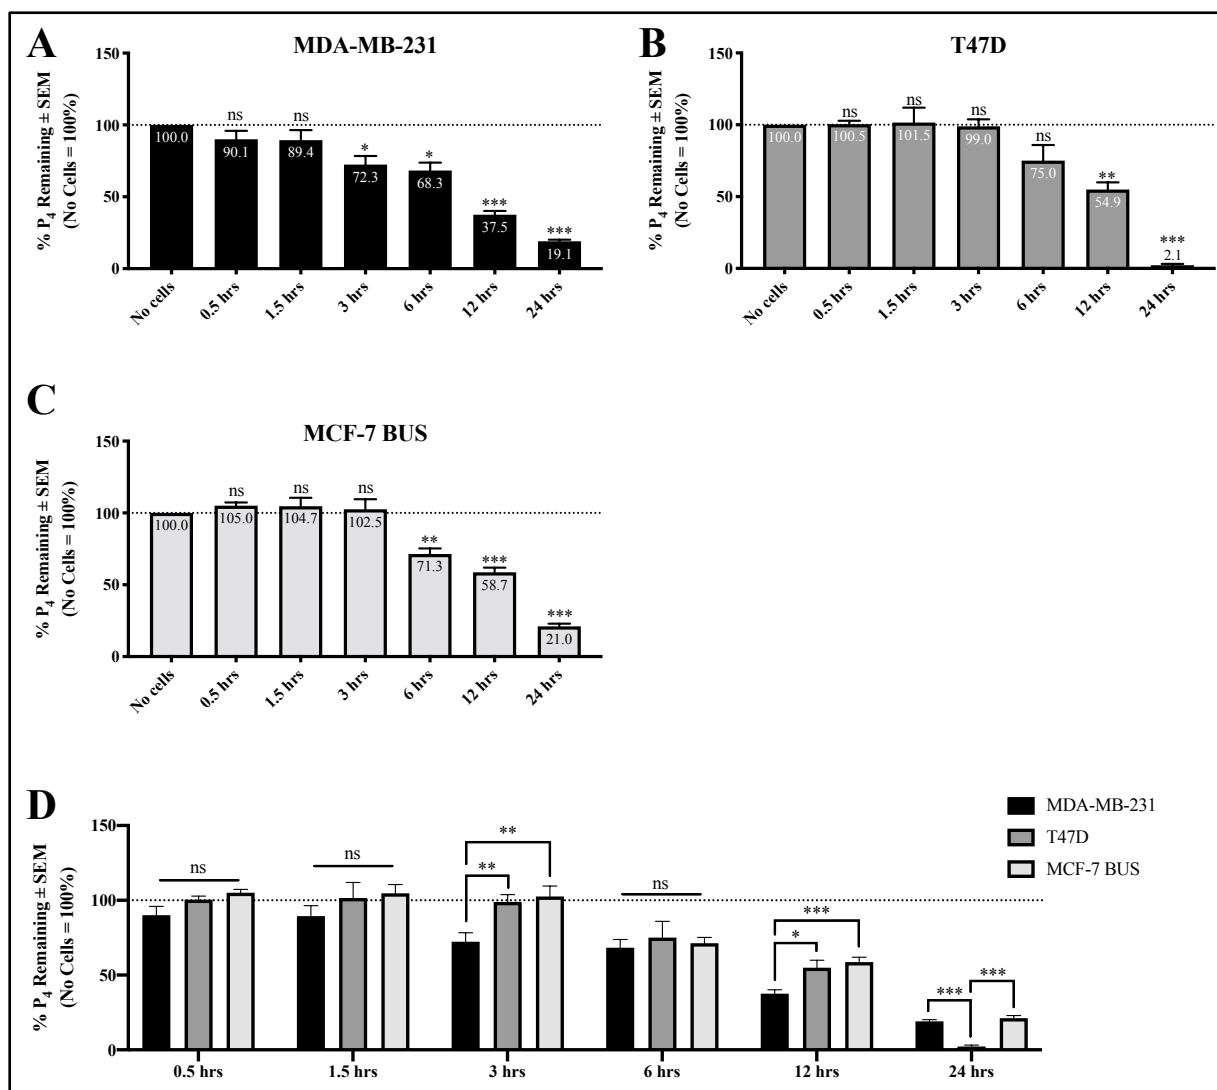 A
MDA-MB-231
% P4 Remaining ± SEM
(No Cells = 100%)
150
100
50
0
ns
ns
*
*
***
***
100.0
90.1
89.4
72.3
68.3
37.5
19.1
No cells
0.5 hrs
1.5 hrs
3 hrs
6 hrs
12 hrs
24 hrs
B
T47D
% P4 Remaining ± SEM
(No Cells = 100%)
150
100
50
0
ns
ns
ns
ns
**
***
100.0
100.5
101.5
99.0
75.0
54.9
2.1
No cells
0.5 hrs
1.5 hrs
3 hrs
6 hrs
12 hrs
24 hrs
C
MCF-7 BUS
% P4 Remaining ± SEM
(No Cells = 100%)
150
100
50
0
ns
ns
ns
**
***
***
100.0
105.0
104.7
102.5
71.3
58.7
21.0
No cells
0.5 hrs
1.5 hrs
3 hrs
6 hrs
12 hrs
24 hrs
D
MDA-MB-231
T47D
MCF-7 BUS
% P4 Remaining ± SEM
(No Cells = 100%)
150
100
50
0
ns
ns
**
**
ns
***
*
***
***
0.5 hrs
1.5 hrs
3 hrs
6 hrs
12 hrs
24 hrs